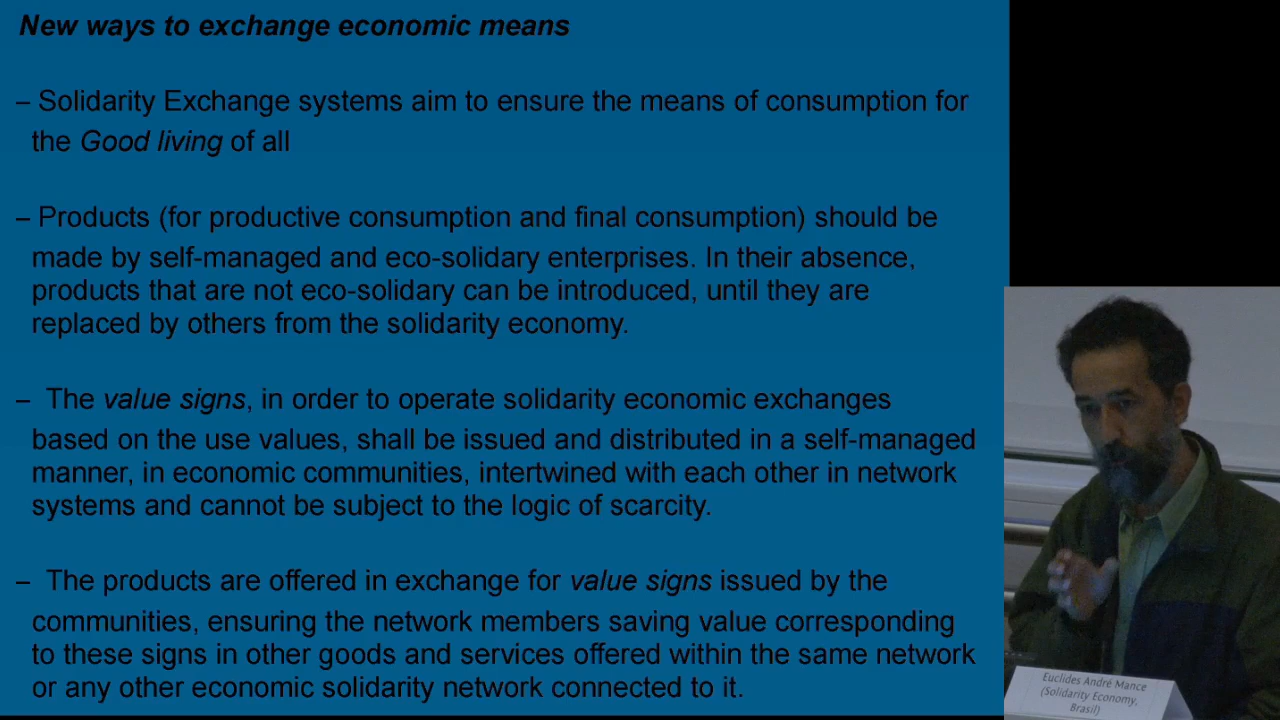 New ways to exchange economic means
– Solidarity Exchange systems aim to ensure the means of consumption for
the Good living of all
– Products (for productive consumption and final consumption) should be
made by self-managed and eco-solidary enterprises. In their absence,
products that are not eco-solidary can be introduced, until they are
replaced by others from the solidarity economy.
– The value signs, in order to operate solidarity economic exchanges
based on the use values, shall be issued and distributed in a self-managed
manner, in economic communities, intertwined with each other in network
systems and cannot be subject to the logic of scarcity.
– The products are offered in exchange for value signs issued by the
communities, ensuring the network members saving value corresponding
to these signs in other goods and services offered within the same network
or any other economic solidarity network connected to it.
Euclides André Mance
(Solidarity Economy,
Brasil)